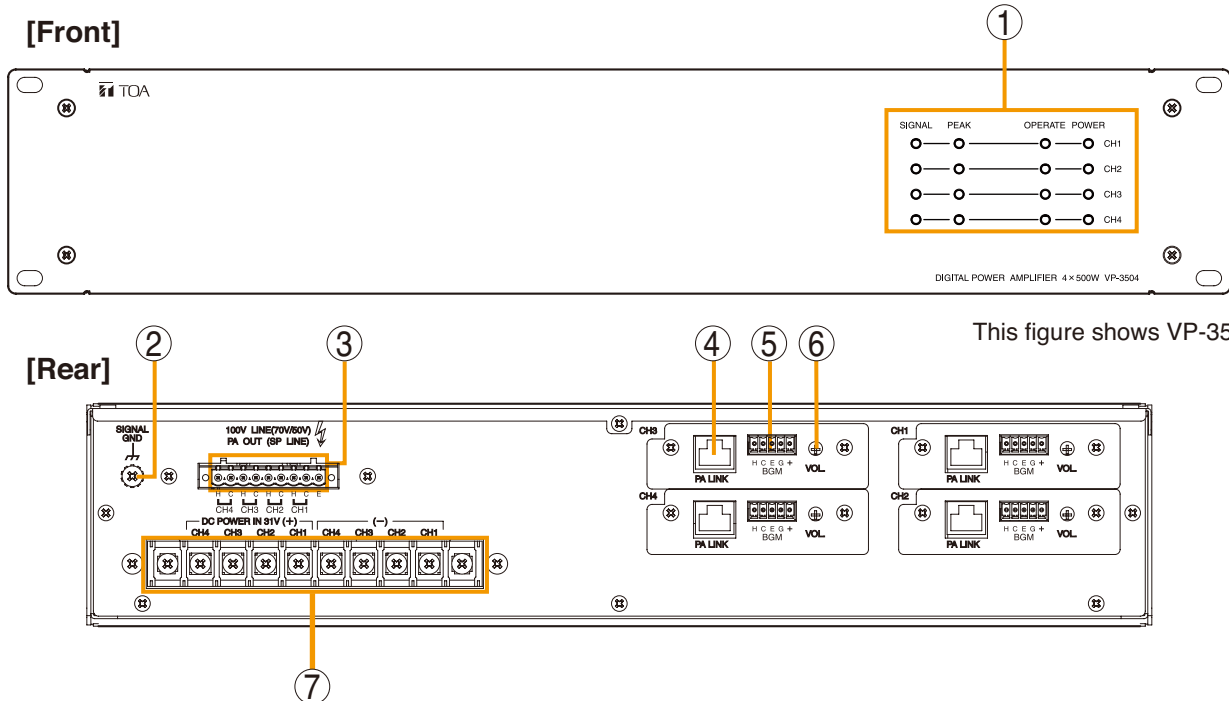 [Front]
1
TOA
SIGNAL PEAK OPERATE POWER
CH1
CH2
CH3
CH4
DIGITAL POWER AMPLIFIER 4×500W VP-3504
This figure shows VP-35
2 3 4 5 6
[Rear]
SIGNAL
GND
100V LINE(70V/50V)
PA OUT (SP LINE)
H C H C H C H C E
CH4 CH3 CH2 CH1
DC POWER IN 31V (+) (−)
CH4 CH3 CH2 CH1 CH4 CH3 CH2 CH1
CH3
PA LINK
H C E G +
BGM
VOL.
CH1
PA LINK
H C E G +
BGM
VOL.
CH4
PA LINK
H C E G +
BGM
VOL.
CH2
PA LINK
H C E G +
BGM
VOL.
7